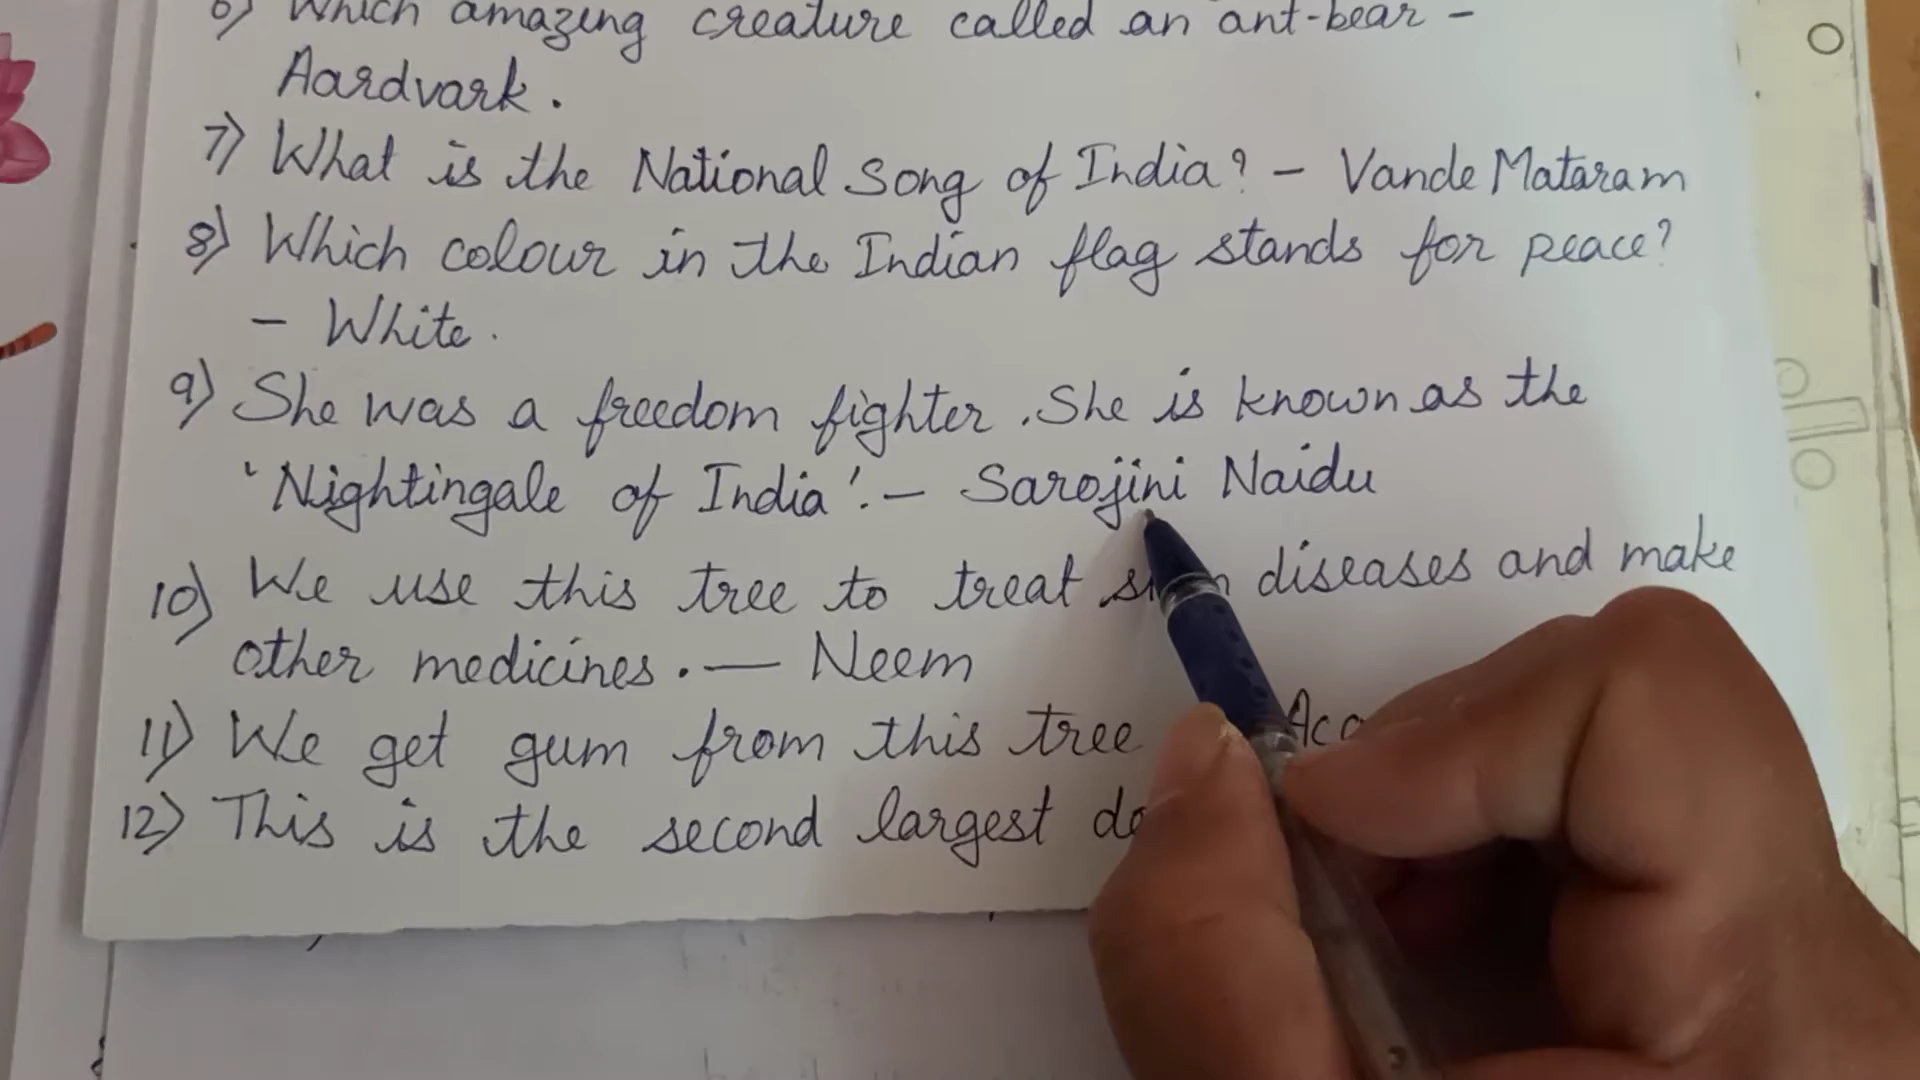 6) Which amazing creature called an ant-bear -
Aardvark.
7) What is the National Song of India? - Vande Mataram
8) Which colour in the Indian flag stands for peace?
- White.
9) She was a freedom fighter. She is known as the
'Nightingale of India'. - Sarojini Naidu
10) We use this tree to treat diseases and make
other medicines. - Neem
11) We get gum from this tree
12) This is the second largest